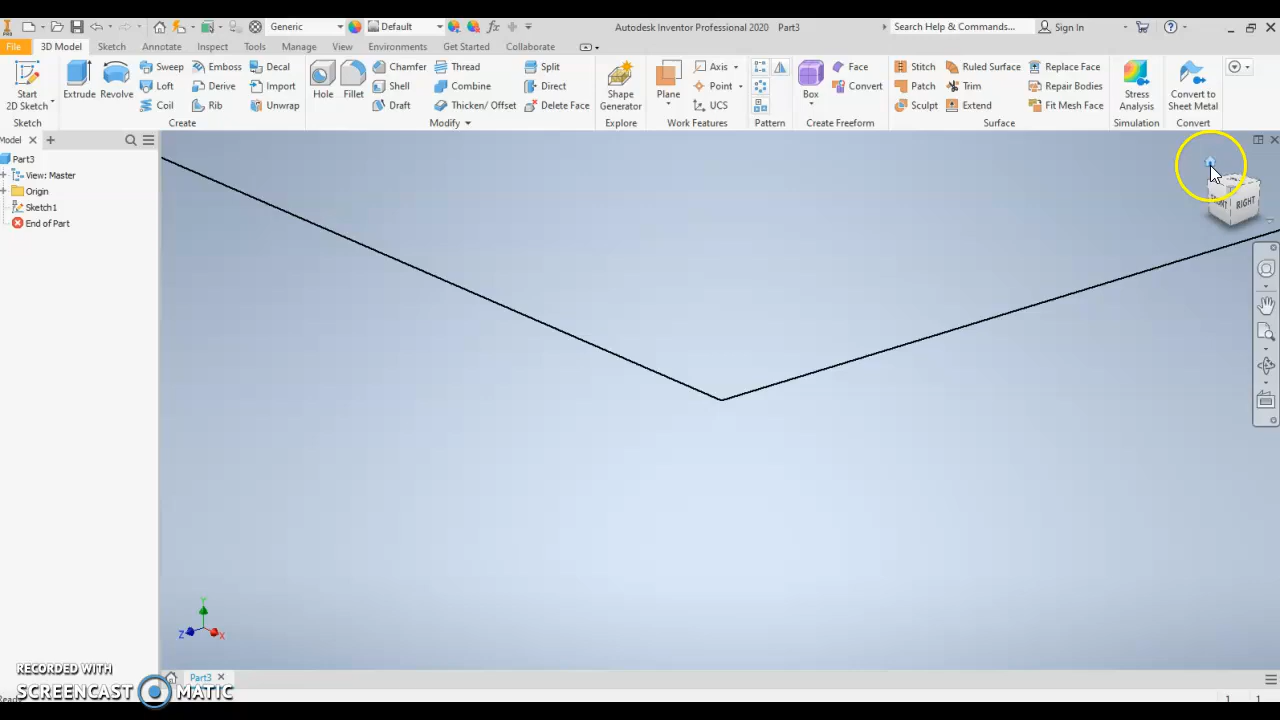 Generic
Default
Autodesk Inventor Professional 2020 Part3
Search Help & Commands...
Sign In
File 3D Model Sketch Annotate Inspect Tools Manage View Environments Get Started Collaborate
Start
2D Sketch
Extrude
Revolve
Sweep
Loft
Coil
Emboss
Derive
Rib
Decal
Import
Unwrap
Hole
Fillet
Chamfer
Shell
Draft
Thread
Combine
Thicken/ Offset
Split
Direct
Delete Face
Shape
Generator
Plane
Axis
Point
UCS
Box
Face
Convert
Stitch
Patch
Sculpt
Ruled Surface
Trim
Extend
Replace Face
Repair Bodies
Fit Mesh Face
Stress
Analysis
Convert to
Sheet Metal
Sketch Create Modify Explore Work Features Pattern Create Freeform Surface Simulation Convert
Model
Part3
View: Master
Origin
Sketch1
End of Part
RIGHT
Y
Z
X
RECORDED WITH
SCREENCAST MATIC
Part3
1 1